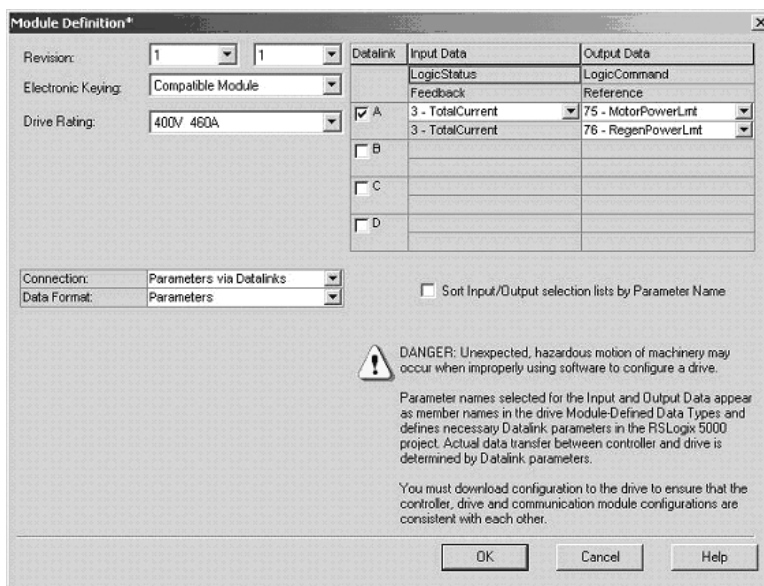 Module Definition*
Revision: 1 1
Electronic Keying: Compatible Module
Drive Rating: 400V 460A
Datalink Input Data Output Data
LogicStatus LogicCommand
Feedback Reference
A 3 - TotalCurrent 75 - MotorPowerLmt
3 - TotalCurrent 76 - RegenPowerLmt
B
C
D
Connection: Parameters via Datalinks
Data Format: Parameters
Sort Input/Output selection lists by Parameter Name
DANGER: Unexpected, hazardous motion of machinery may
occur when improperly using software to configure a drive.
Parameter names selected for the Input and Output Data appear
as member names in the drive Module-Defined Data Types and
defines necessary Datalink parameters in the RSLogix 5000
project. Actual data transfer between controller and drive is
determined by Datalink parameters.
You must download configuration to the drive to ensure that the
controller, drive and communication module configurations are
consistent with each other.
OK Cancel Help